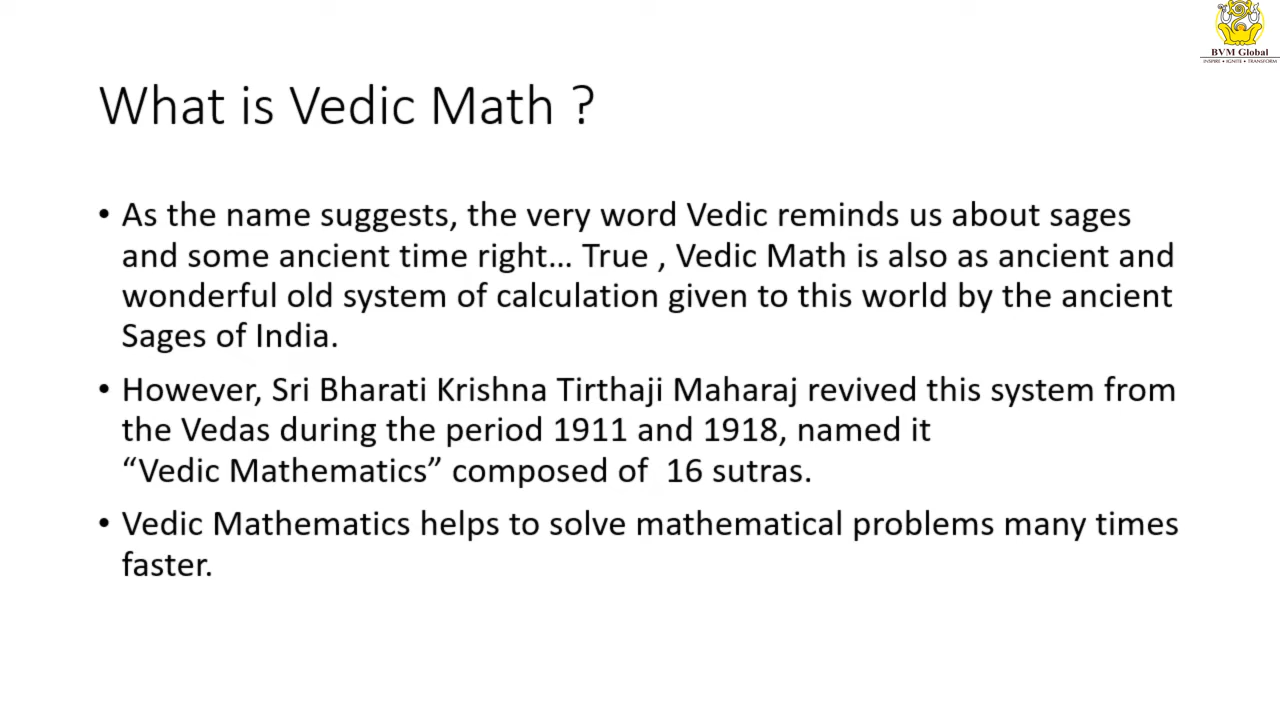 BVM Global
INSPIRE • IGNITE • TRANSFORM
What is Vedic Math ?
• As the name suggests, the very word Vedic reminds us about sages
and some ancient time right... True , Vedic Math is also as ancient and
wonderful old system of calculation given to this world by the ancient
Sages of India.
• However, Sri Bharati Krishna Tirthaji Maharaj revived this system from
the Vedas during the period 1911 and 1918, named it
“Vedic Mathematics” composed of  16 sutras.
• Vedic Mathematics helps to solve mathematical problems many times
faster.